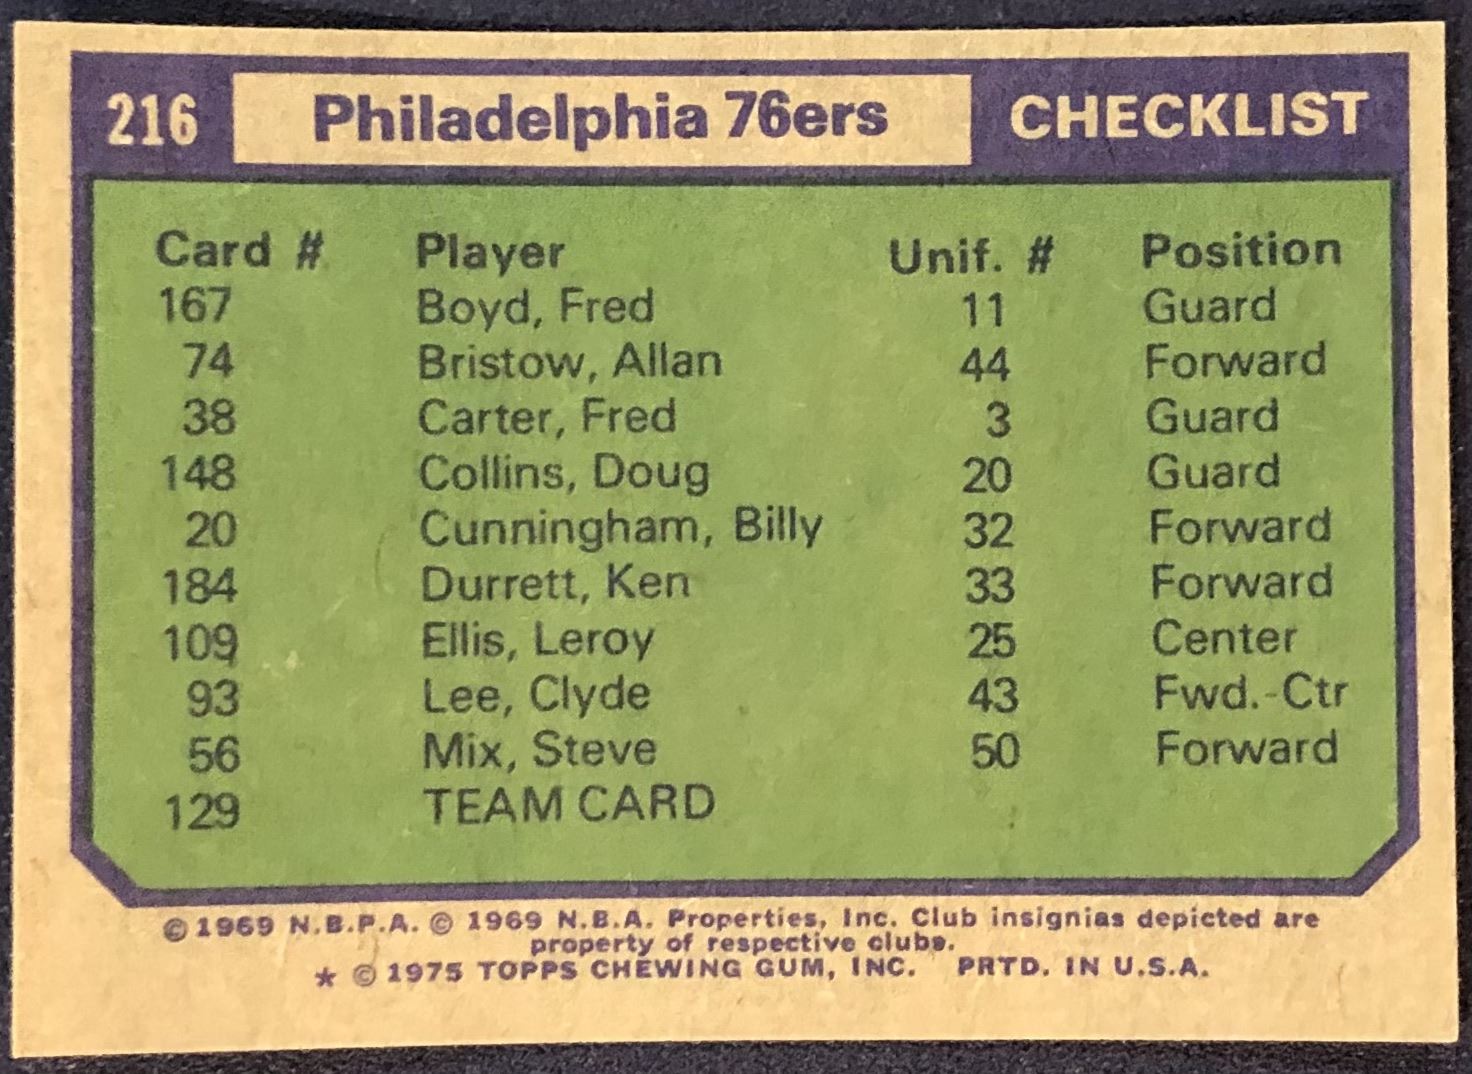 216 Philadelphia 76ers CHECKLIST
Card # Player Unif. # Position
167 Boyd, Fred 11 Guard
74 Bristow, Allan 44 Forward
38 Carter, Fred 3 Guard
148 Collins, Doug 20 Guard
20 Cunningham, Billy 32 Forward
184 Durrett, Ken 33 Forward
109 Ellis, Leroy 25 Center
93 Lee, Clyde 43 Fwd.-Ctr
56 Mix, Steve 50 Forward
129 TEAM CARD
© 1969 N.B.P.A. © 1969 N.B.A. Properties, Inc. Club insignias depicted are
property of respective clubs.
* © 1975 TOPPS CHEWING GUM, INC. PRTD. IN U.S.A.